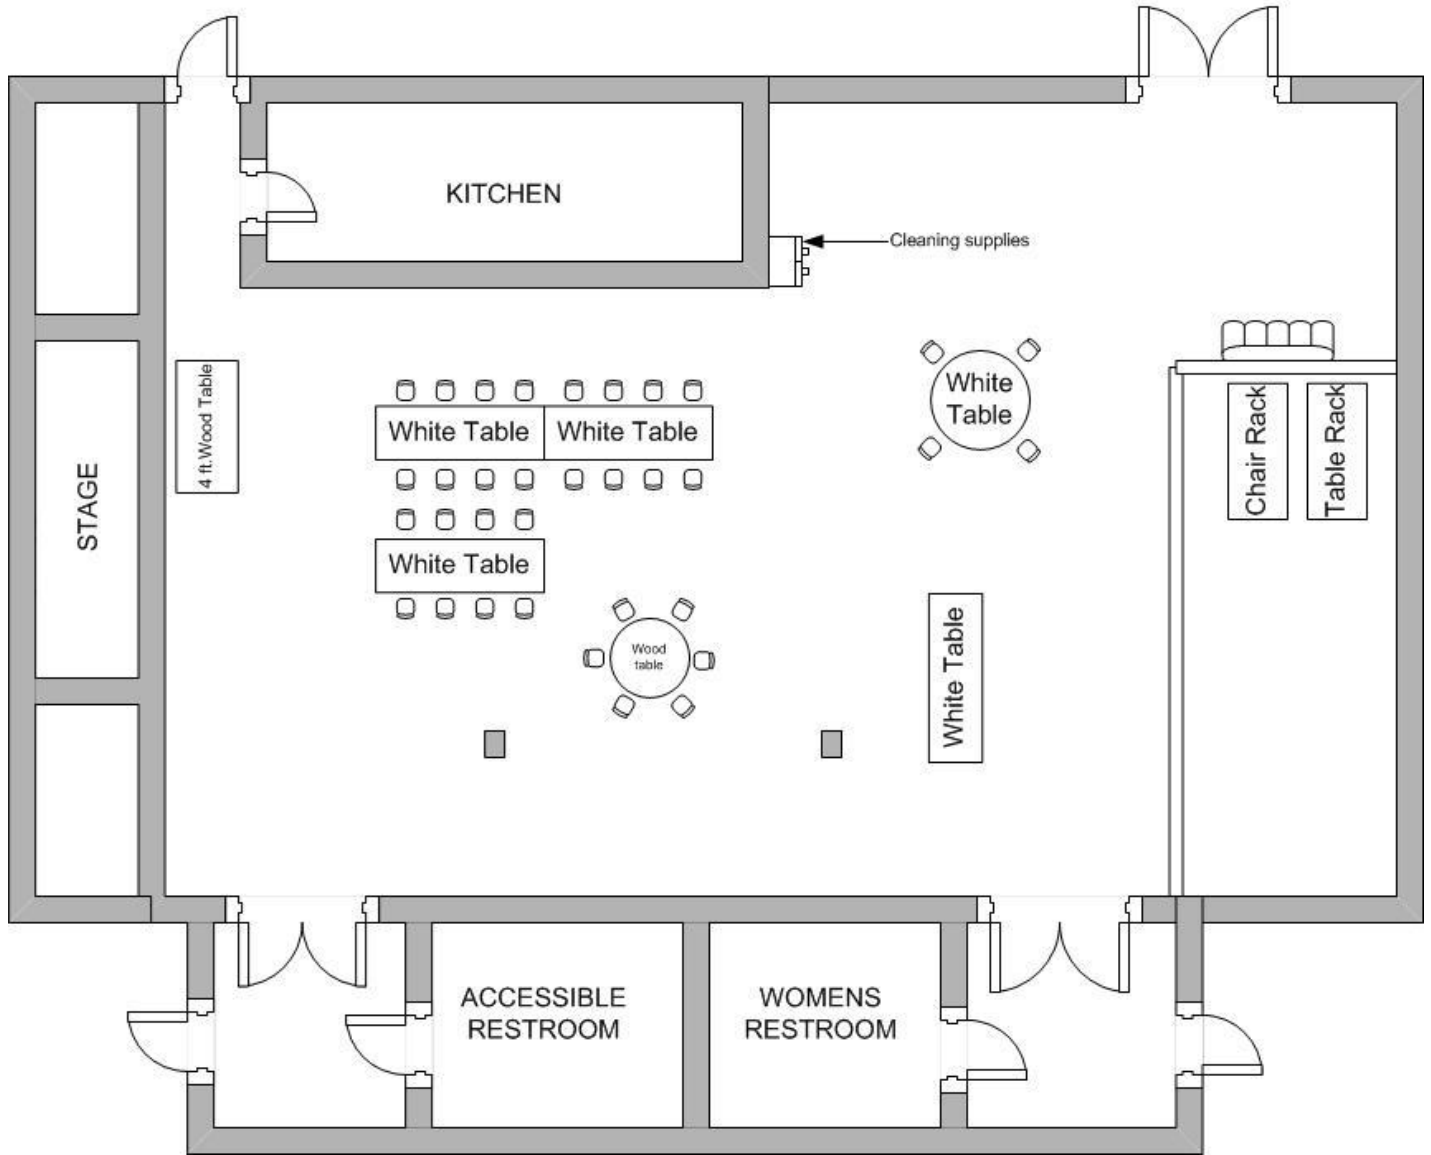 KITCHEN
Cleaning supplies
White
Table
4 ft.Wood Table
White Table
White Table
Chair Rack
Table Rack
STAGE
White Table
Wood
table
White Table
ACCESSIBLE
RESTROOM
WOMENS
RESTROOM